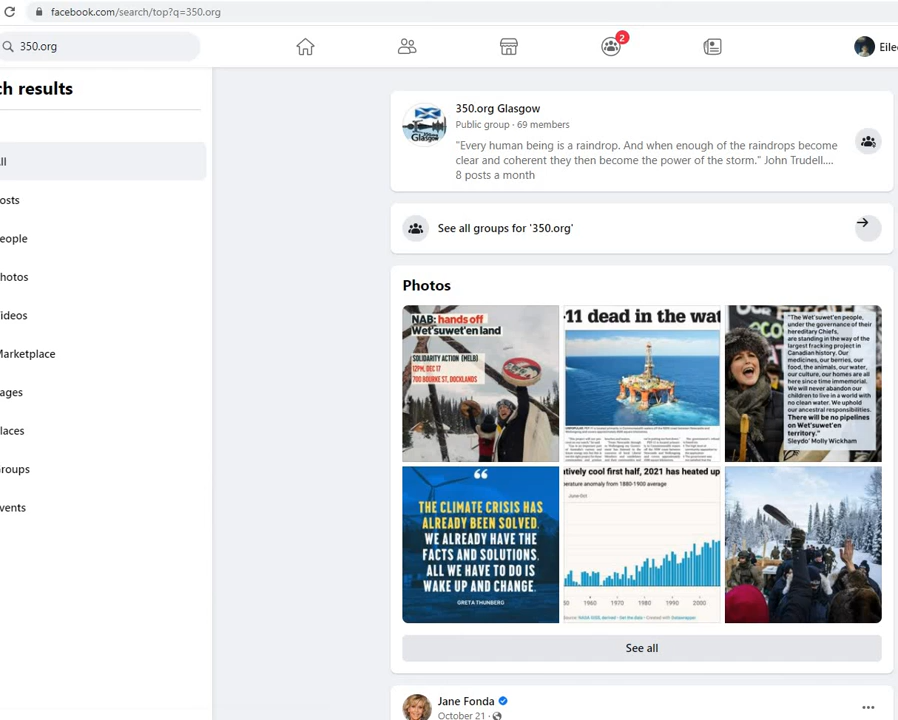 facebook.com/search/top?q=350.org
350.org
2
Eilee
ch results
ll
osts
eople
hotos
ideos
Marketplace
ages
laces
roups
vents
350.org Glasgow
Public group · 69 members
"Every human being is a raindrop. And when enough of the raindrops become
clear and coherent they then become the power of the storm." John Trudell....
8 posts a month
See all groups for '350.org'
Photos
NAB: hands off
Wet'suwet'en land
SOLIDARITY ACTION (MELB)
12PM, DEC 17
700 BOURNE ST, DOCKLANDS
-11 dead in the wat
"The Wet'suwet'en people,
under the governance of their
hereditary Chiefs,
are standing in the way of the
largest fracking project in
Canadian history. Our
medicines, our berries, our
food, the animals, our water,
our culture, our homes are all
here since time immemorial.
We will never abandon our
children to live in a world with
no clean water. We uphold
our ancestral responsibilities.
There will be no pipelines
on Wet'suwet'en
territory."
Sleydo' Molly Wickham
THE CLIMATE CRISIS HAS
ALREADY BEEN SOLVED.
WE ALREADY HAVE THE
FACTS AND SOLUTIONS.
ALL WE HAVE TO DO IS
WAKE UP AND CHANGE.
GRETA THUNBERG
atively cool first half, 2021 has heated up
erature anomaly from 1880-1900 average
1960 1970 1980 1990 2000
See all
Jane Fonda
October 21 ·